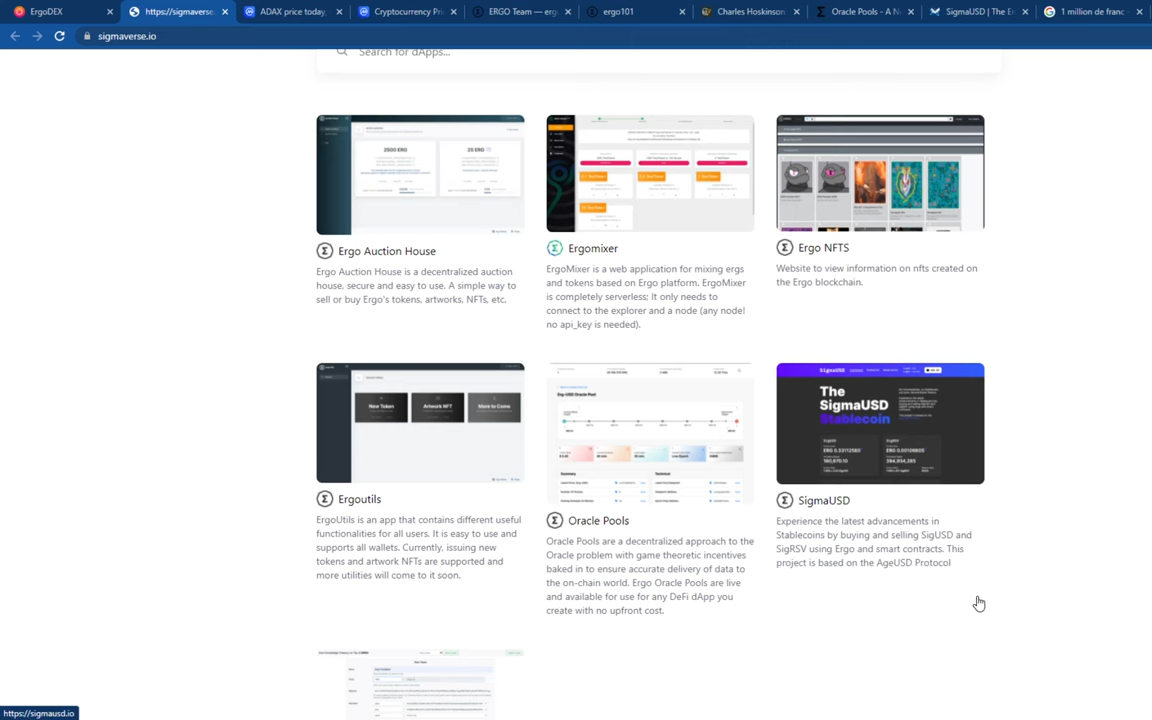 ErgoDEX
https://sigmaverse.
ADAX price today,
Cryptocurrency Pri
ERGO Team — erg
ergo101
Charles Hoskinson
Oracle Pools - A N
SigmaUSD | The E
1 million de franc
sigmaverse.io
Search for dApps...
2500 ERG
25 ERG
Ergo Auction House
Ergo Auction House is a decentralized auction
house, secure and easy to use. A simple way to
sell or buy Ergo's tokens, artworks, NFTs, etc.
Ergomixer
ErgoMixer is a web application for mixing ergs
and tokens based on Ergo platform. ErgoMixer
is completely serverless; It only needs to
connect to the explorer and a node (any node!
no api_key is needed).
Ergo NFTS
Website to view information on nfts created on
the Ergo blockchain.
New Token
Artwork NFT
More to Come
Ergoutils
ErgoUtils is an app that contains different useful
functionalities for all users. It is easy to use and
supports all wallets. Currently, issuing new
tokens and artwork NFTs are supported and
more utilities will come to it soon.
Erg-USD Oracle Pool
Summary
Technical
Oracle Pools
Oracle Pools are a decentralized approach to the
Oracle problem with game theoretic incentives
baked in to ensure accurate delivery of data to
the on-chain world. Ergo Oracle Pools are live
and available for use for any DeFi dApp you
create with no upfront cost.
SigmaUSD
The
SigmaUSD
Stablecoin
SigmaUSD
Experience the latest advancements in
Stablecoins by buying and selling SigUSD and
SigRSV using Ergo and smart contracts. This
project is based on the AgeUSD Protocol
https://sigmausd.io